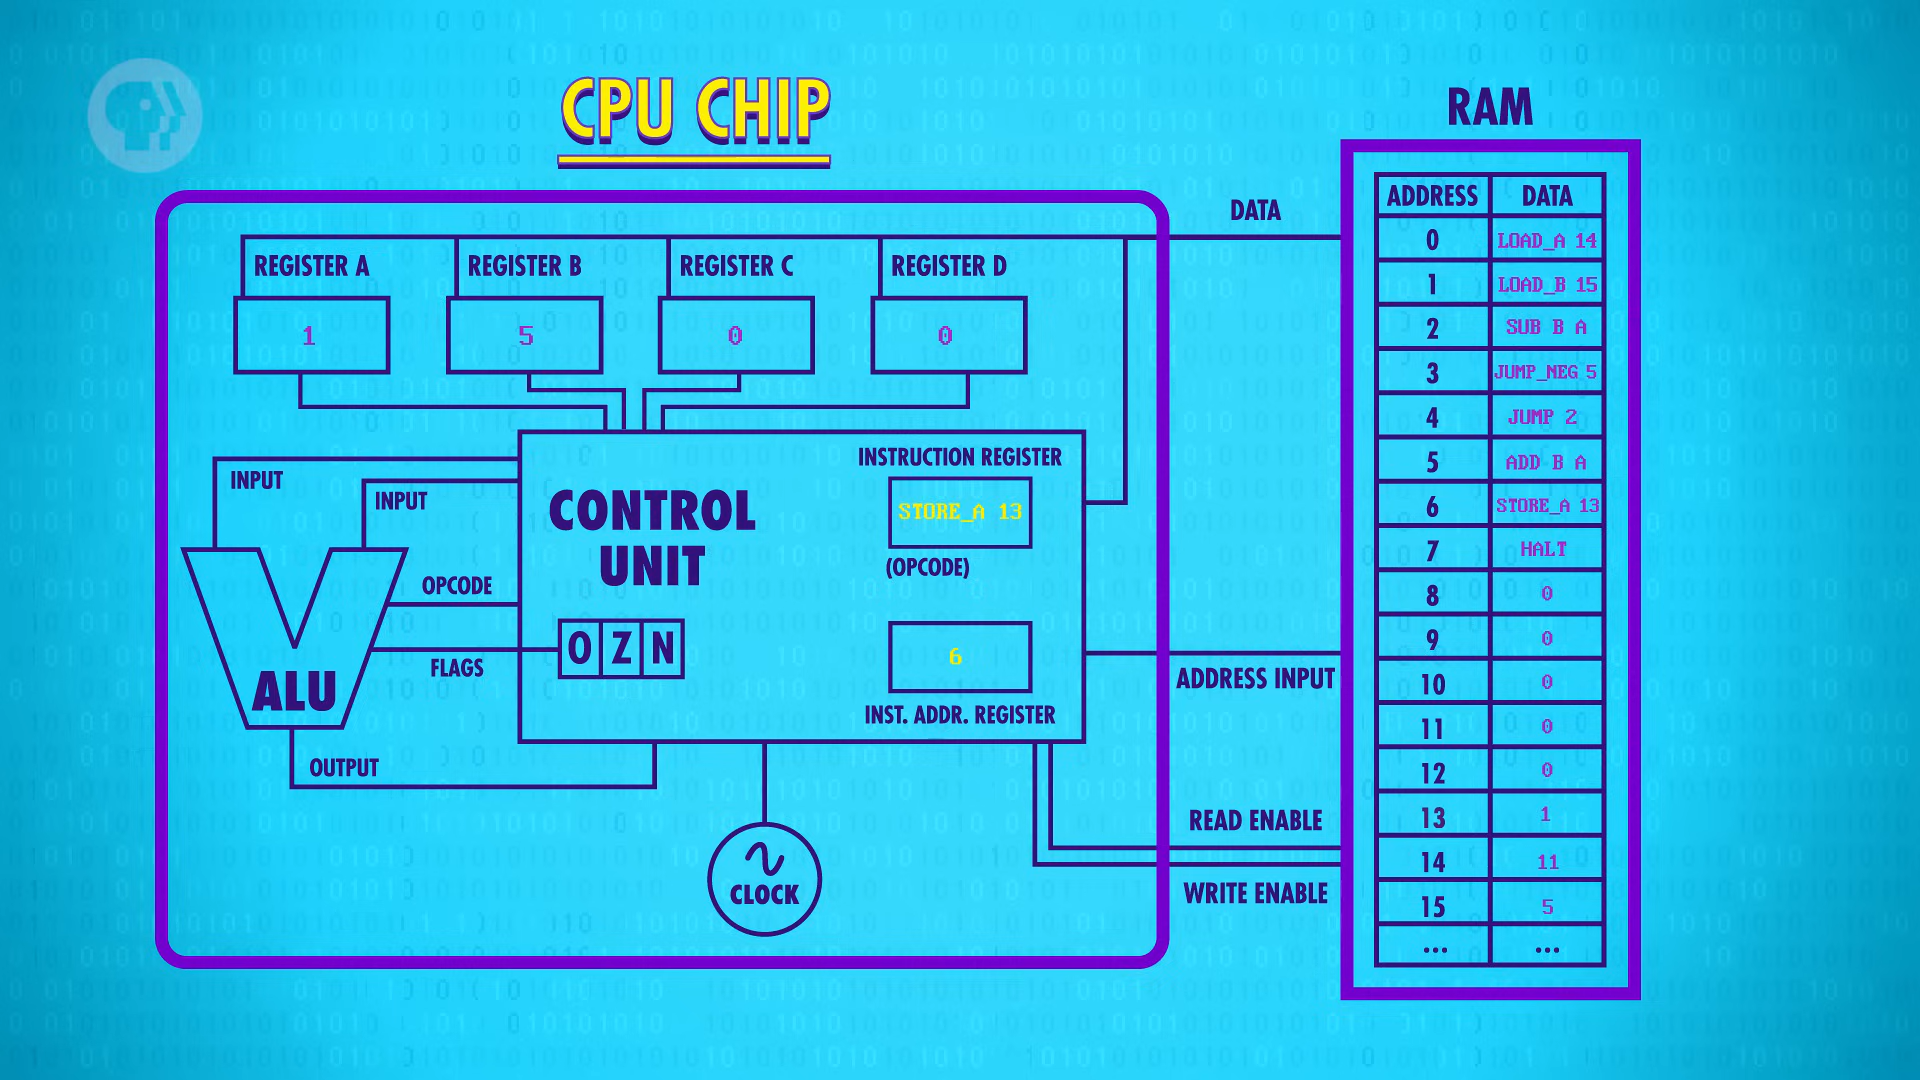 CPU CHIP
RAM
ADDRESS DATA
0 LOAD_A 14
1 LOAD_B 15
2 SUB B A
3 JUMP_NEG 5
4 JUMP 2
5 ADD B A
6 STORE_A 13
7 HALT
8 0
9 0
10 0
11 0
12 0
13 1
14 11
15 5
... ...
DATA
REGISTER A
1
REGISTER B
5
REGISTER C
0
REGISTER D
0
INPUT
INPUT
CONTROL
UNIT
INSTRUCTION REGISTER
STORE_A 13
(OPCODE)
OPCODE
FLAGS
O Z N
6
INST. ADDR. REGISTER
ALU
OUTPUT
CLOCK
ADDRESS INPUT
READ ENABLE
WRITE ENABLE